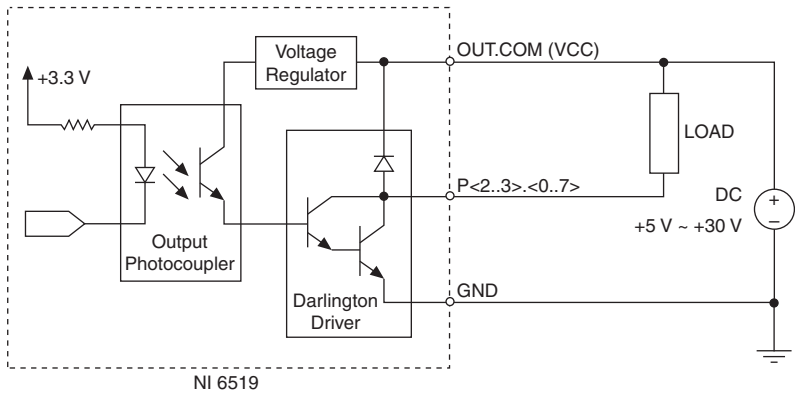 Voltage
Regulator
OUT.COM (VCC)
+3.3 V
LOAD
P<2..3>.<0..7>
DC
+
–
+5 V ~ +30 V
Output
Photocoupler
GND
Darlington
Driver
NI 6519